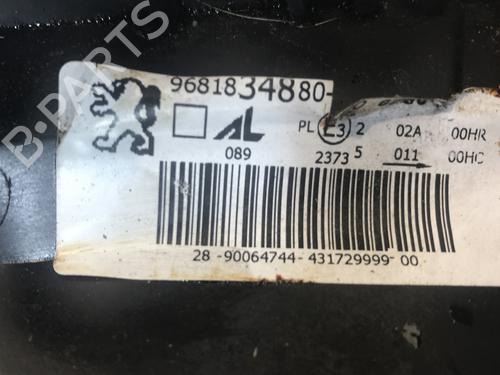 9681834880-
AL PL E3 2 02A 00HR
089 2373 5 011 00HC
28 -90064744- 431729999- 00
B-PARTS